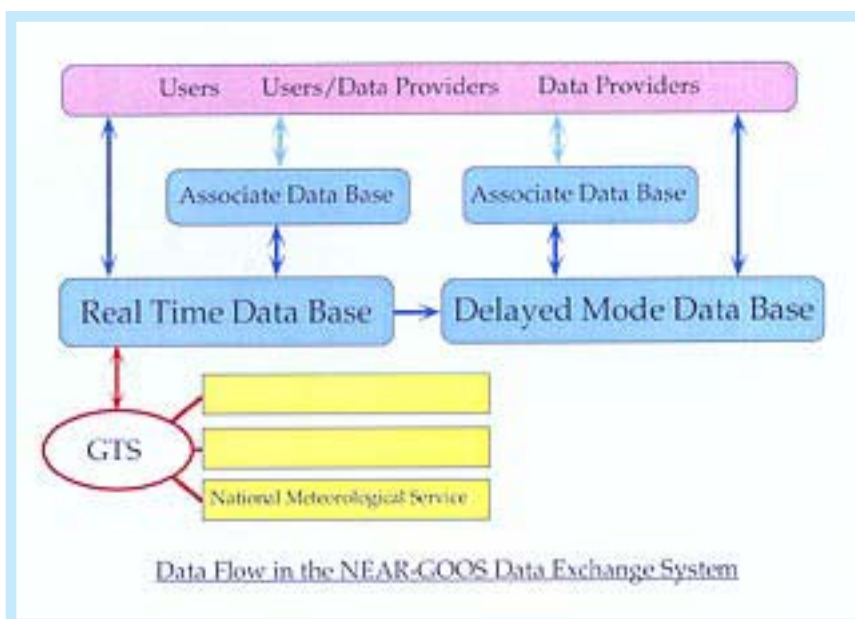 Users Users/Data Providers Data Providers
Associate Data Base Associate Data Base
Real Time Data Base Delayed Mode Data Base
GTS
National Meteorological Service
Data Flow in the NEAR-GOOS Data Exchange System